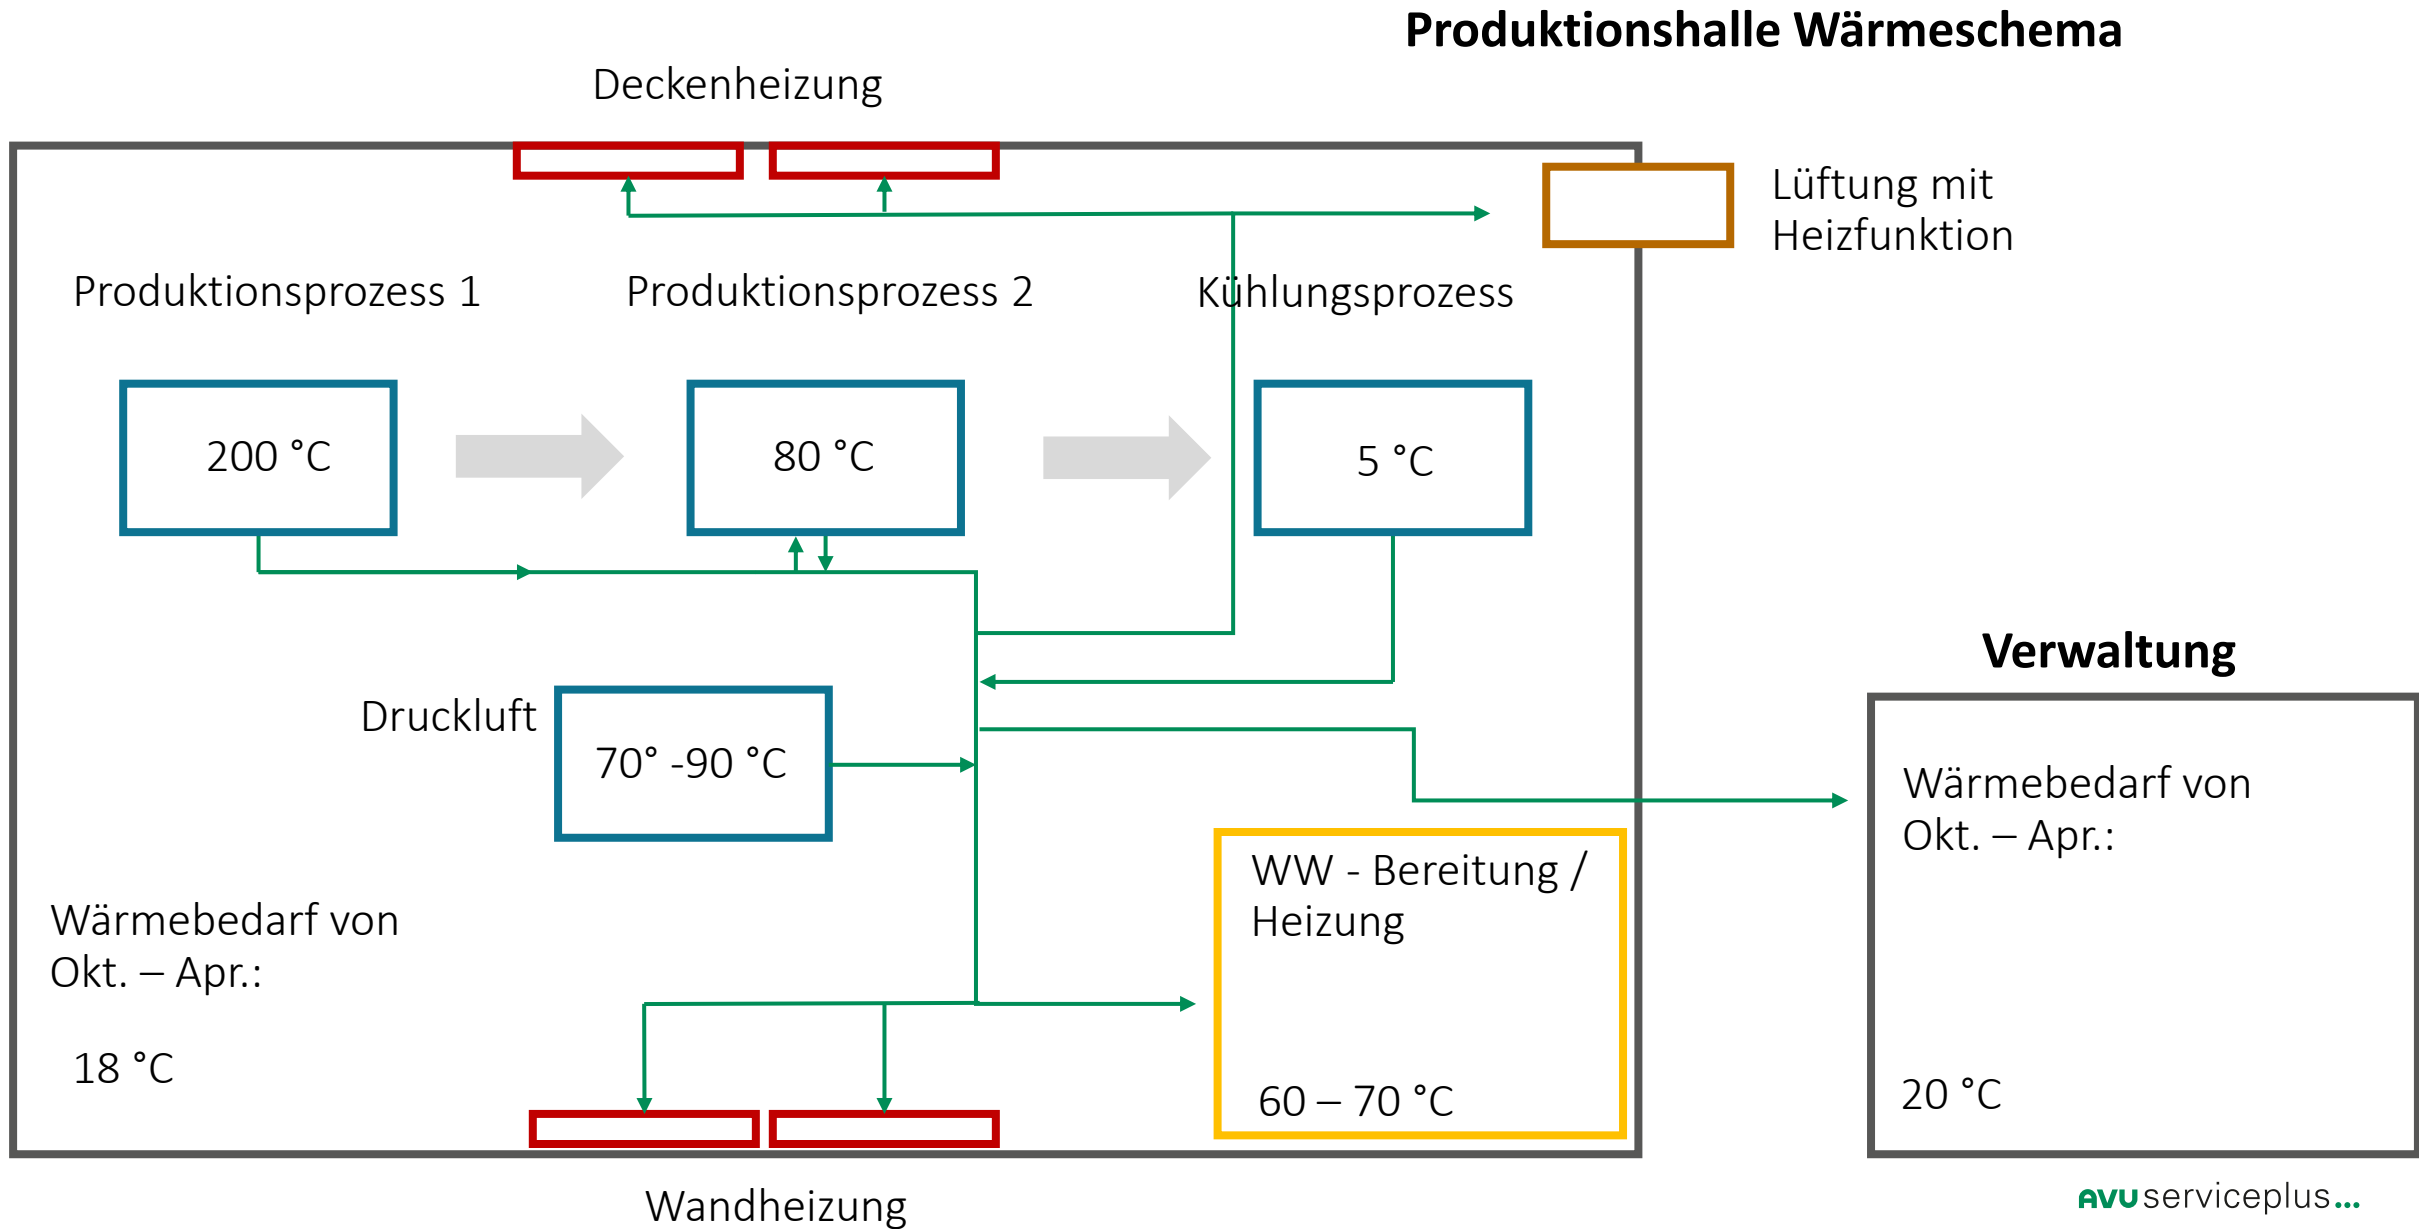 Produktionshalle Wärmeschema
Deckenheizung
Lüftung mit
Heizfunktion
Produktionsprozess 1
Produktionsprozess 2
Kühlungsprozess
200 °C
80 °C
5 °C
Verwaltung
Druckluft
70° -90 °C
Wärmebedarf von
Okt. – Apr.:
20 °C
WW - Bereitung /
Heizung
60 – 70 °C
Wärmebedarf von
Okt. – Apr.:
18 °C
Wandheizung
AVU serviceplus...